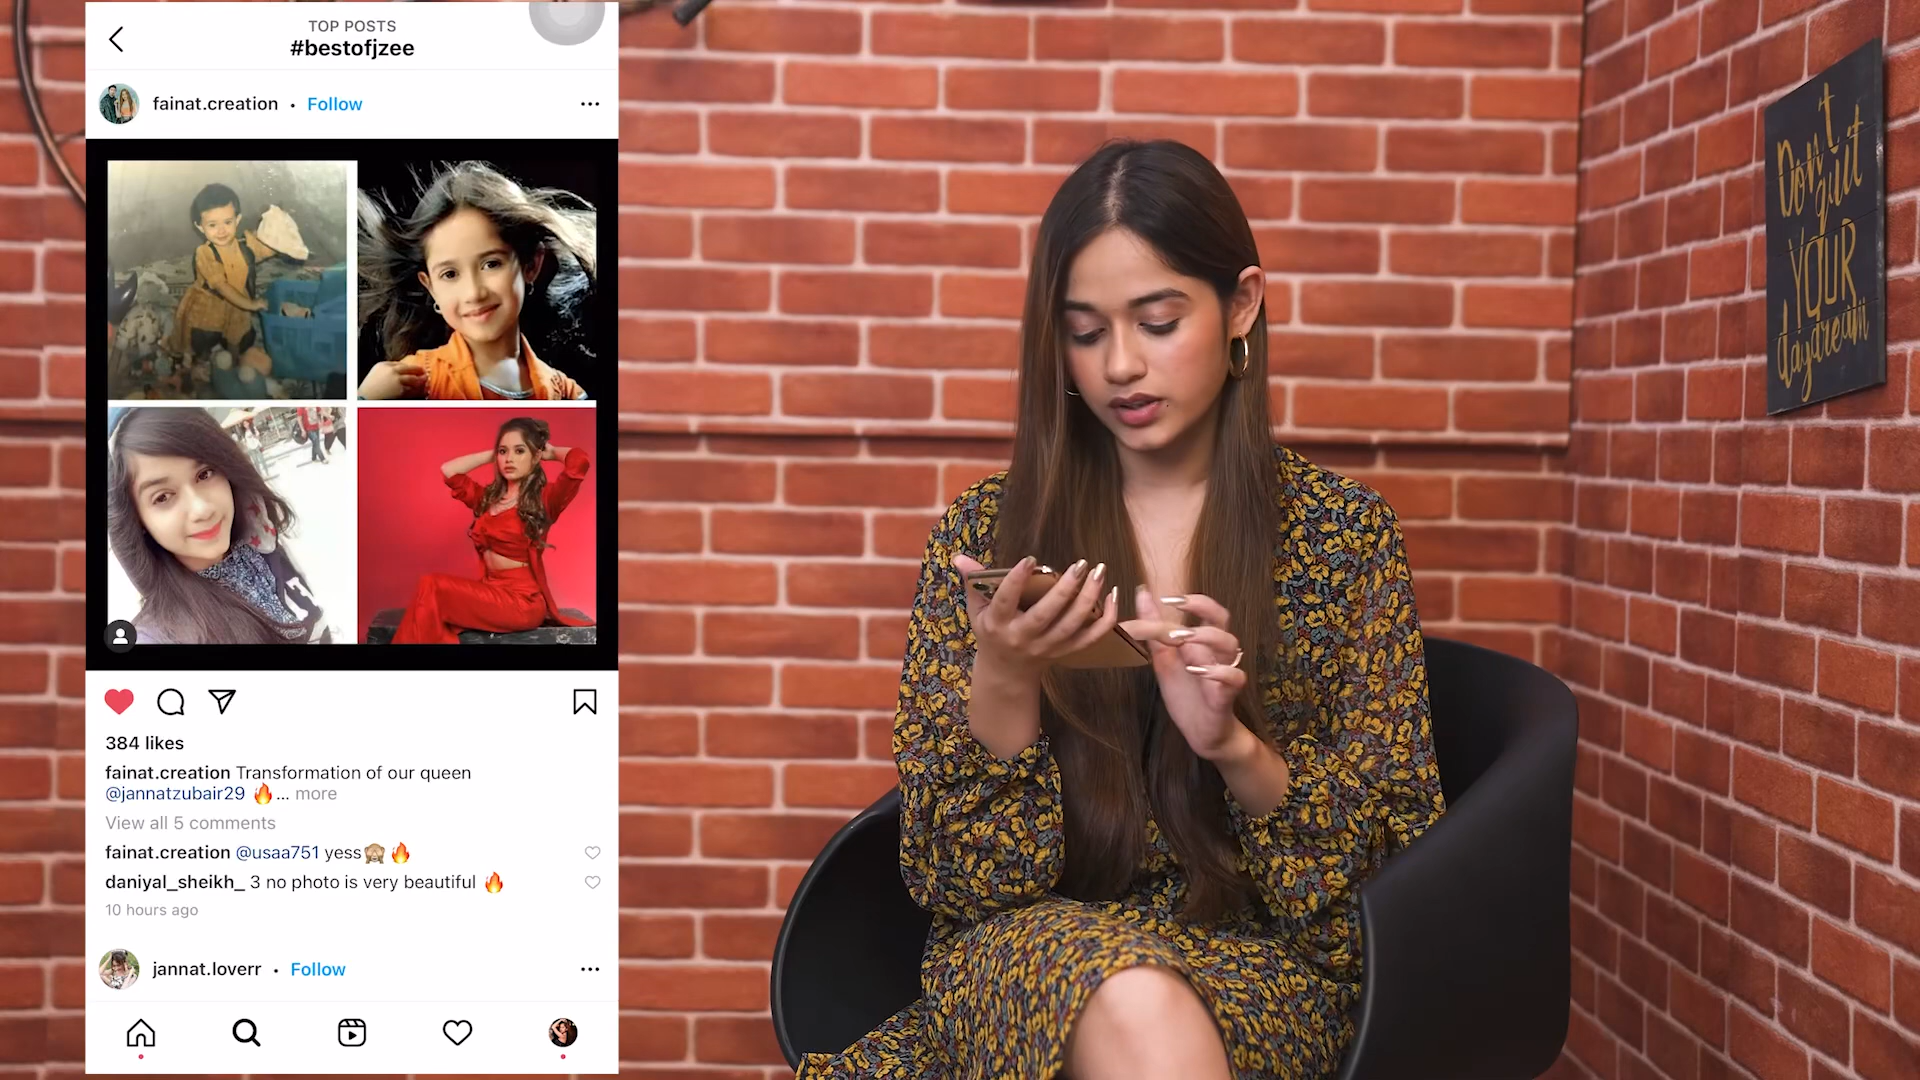 TOP POSTS
#bestofjzee
fainat.creation • Follow
384 likes
fainat.creation Transformation of our queen
@jannatzubair29 🔥... more
View all 5 comments
fainat.creation @usaa751 yess🙈🔥
daniyal_sheikh_ 3 no photo is very beautiful 🔥
10 hours ago
jannat.loverr • Follow
Don't
quit
YOUR
daydream